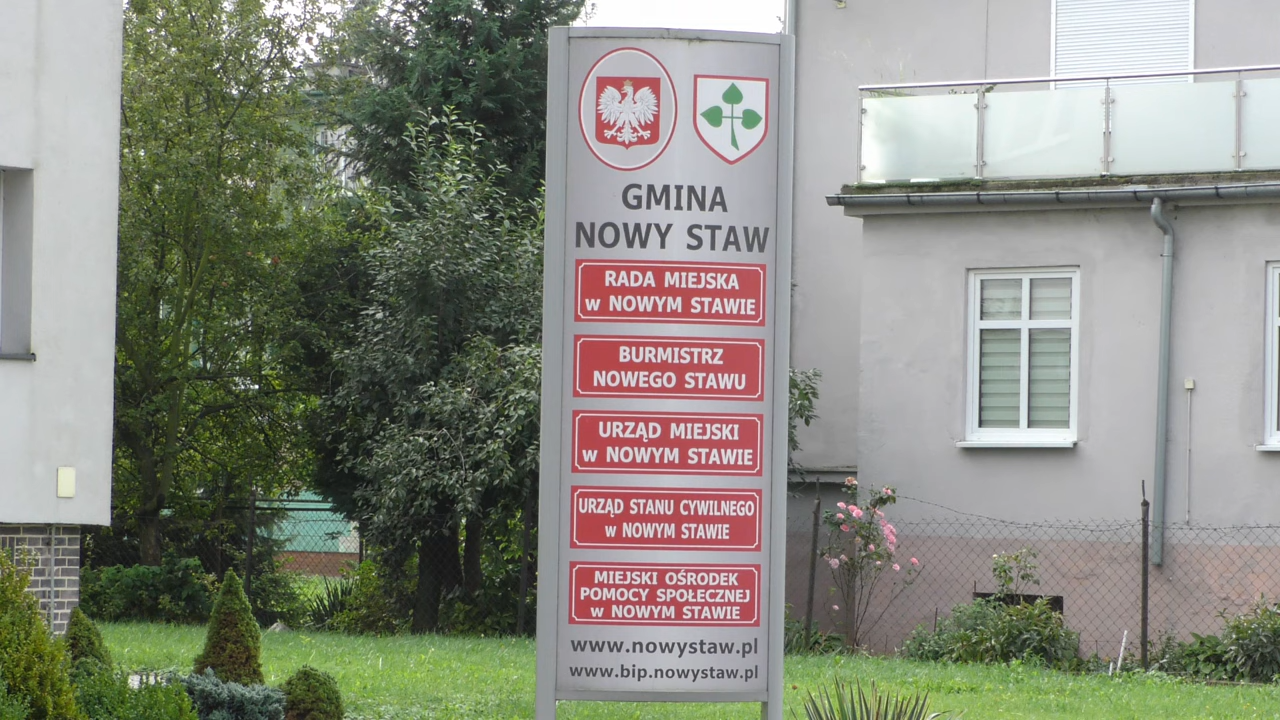 GMINA
NOWY STAW
RADA MIEJSKA
w NOWYM STAWIE
BURMISTRZ
NOWEGO STAWU
URZĄD MIEJSKI
w NOWYM STAWIE
URZĄD STANU CYWILNEGO
w NOWYM STAWIE
MIEJSKI OŚRODEK
POMOCY SPOŁECZNEJ
w NOWYM STAWIE
www.nowystaw.pl
www.bip.nowystaw.pl